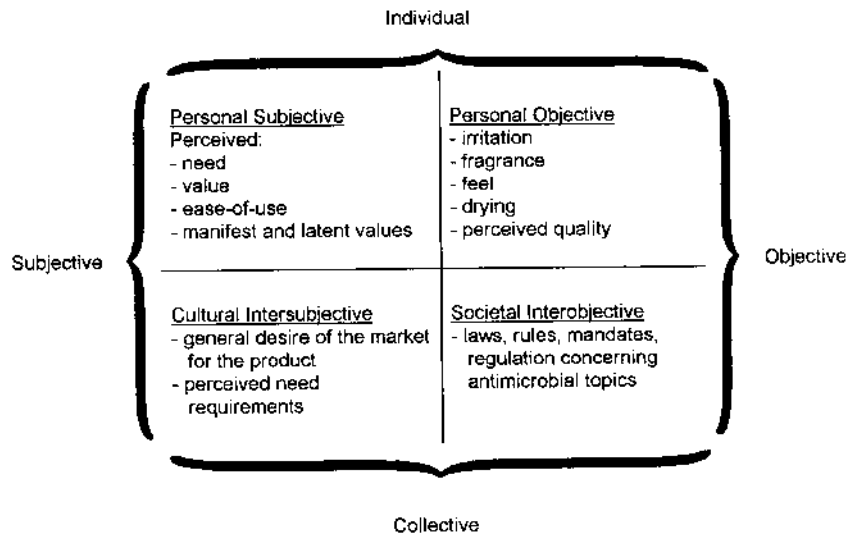 Individual
Personal Subjective
Perceived:
- need
- value
- ease-of-use
- manifest and latent values
Personal Objective
- irritation
- fragrance
- feel
- drying
- perceived quality
Subjective
Objective
Cultural Intersubjective
- general desire of the market
for the product
- perceived need
requirements
Societal Interobjective
- laws, rules, mandates,
regulation concerning
antimicrobial topics
Collective